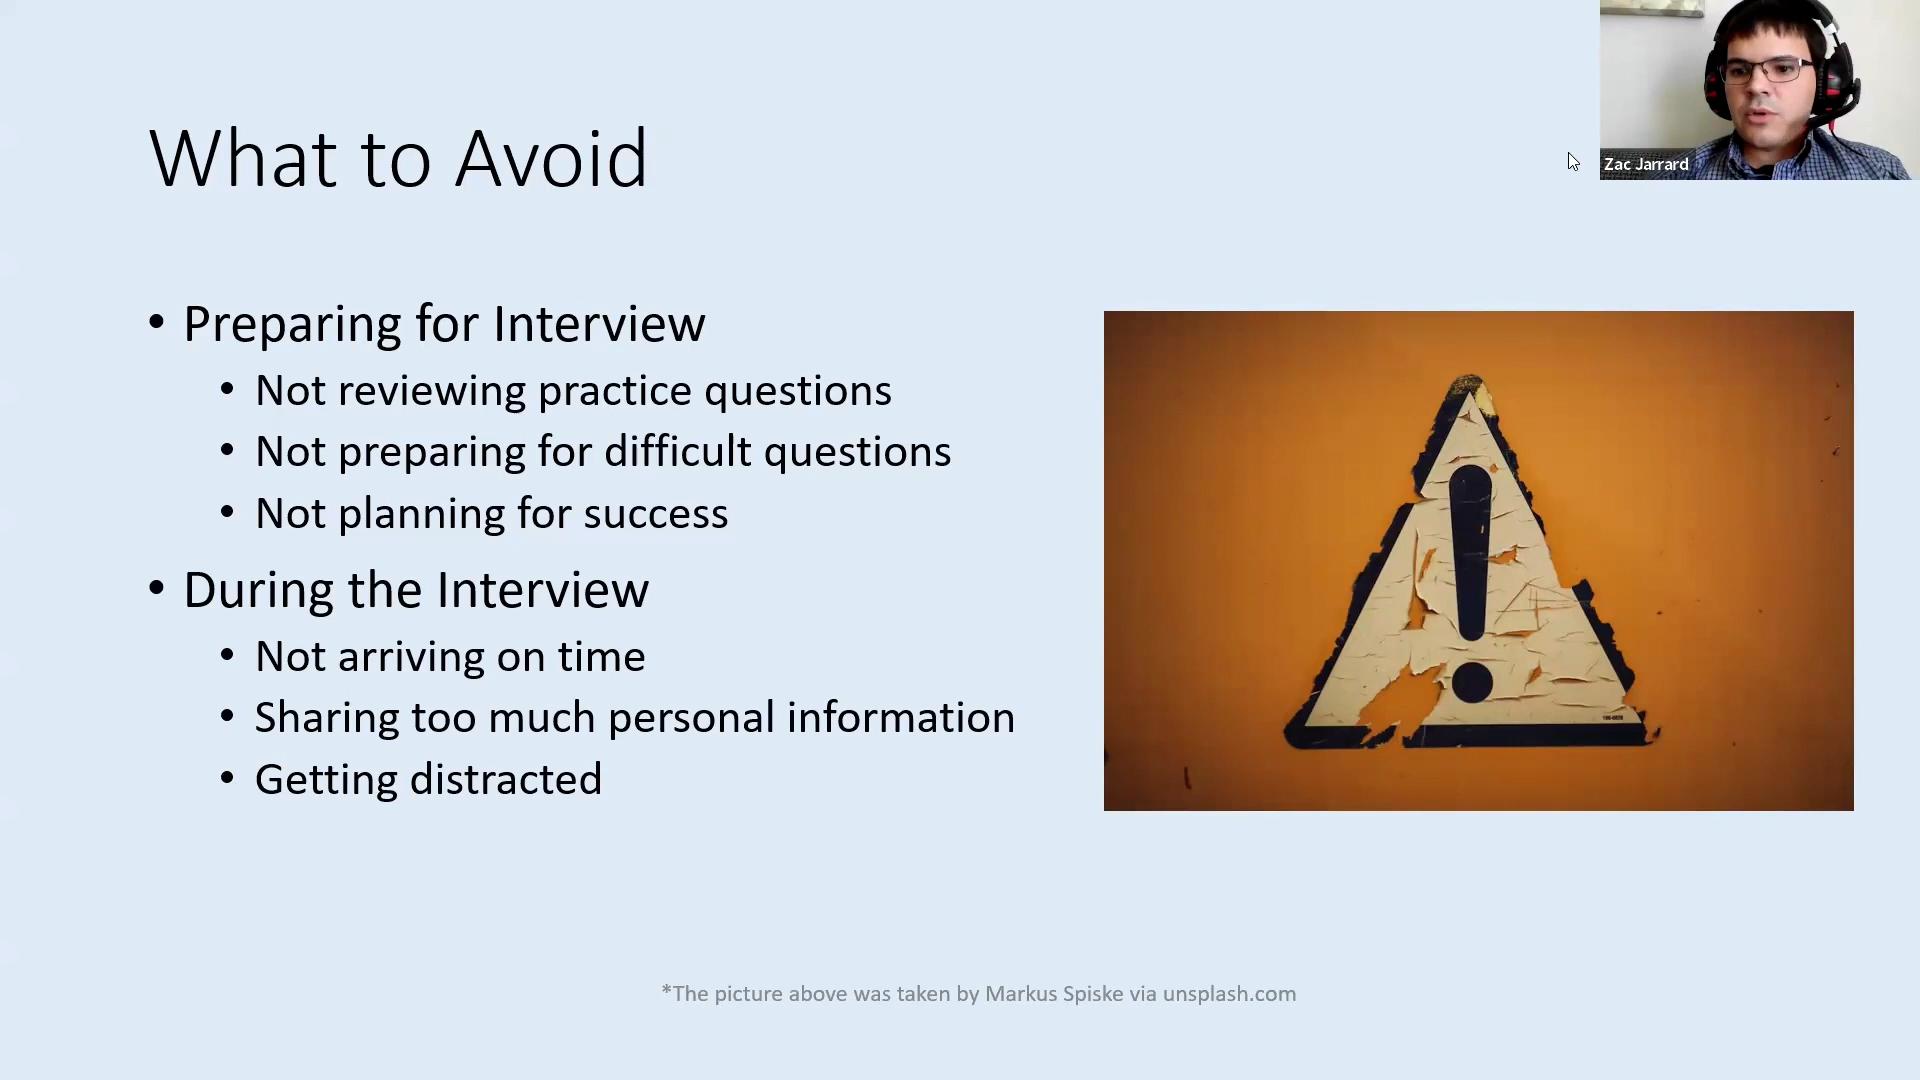 What to Avoid
Zac Jarrard
• Preparing for Interview
• Not reviewing practice questions
• Not preparing for difficult questions
• Not planning for success
• During the Interview
• Not arriving on time
• Sharing too much personal information
• Getting distracted
*The picture above was taken by Markus Spiske via unsplash.com